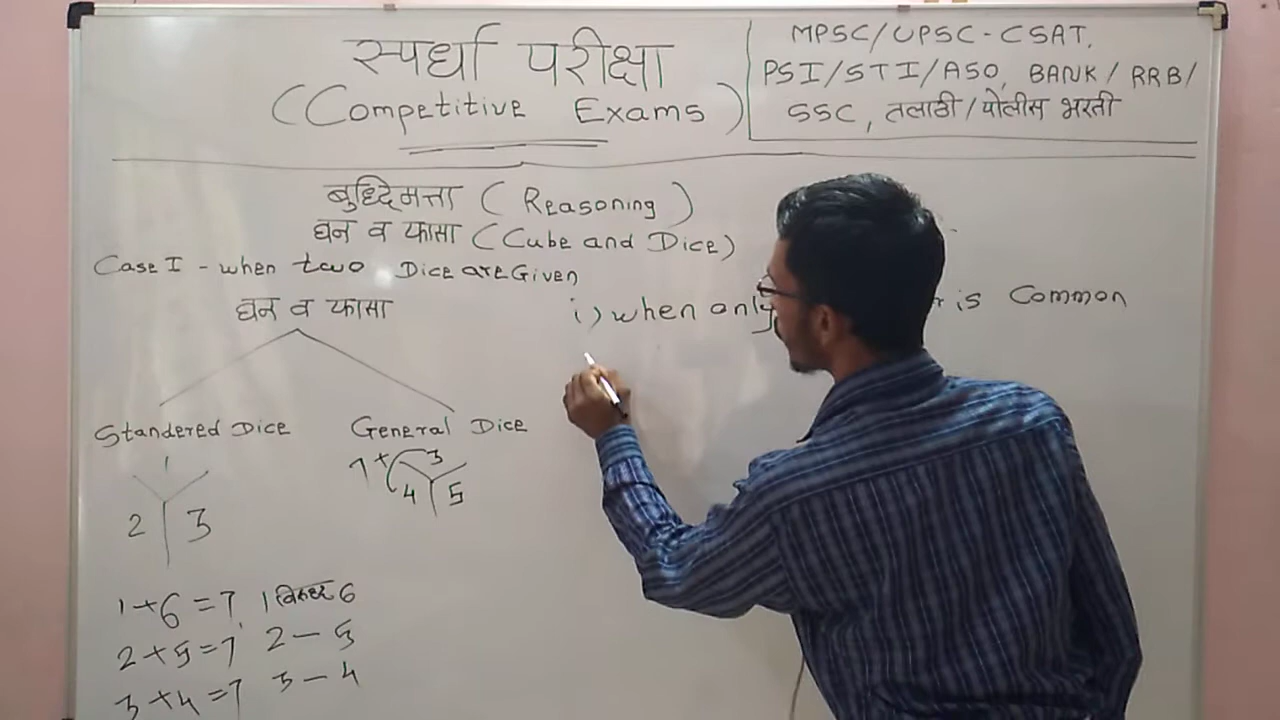 स्पर्धा परीक्षा
(Competitive Exams)
MPSC/UPSC-CSAT,
PSI/STI/ASO, BANK/RRB/
SSC, तलाठी/पोलीस भरती
बुध्दिमत्ता (Reasoning)
घन व फासा (Cube and Dice)
Case I - when two Dice are Given
घन व फासा
Standered Dice
1
2 3
1+6=7, 1 विरुध्द 6
2+5=7 2 - 5
3+4=7 3 - 4
General Dice
7 + 3
4 5
i) when only is Common